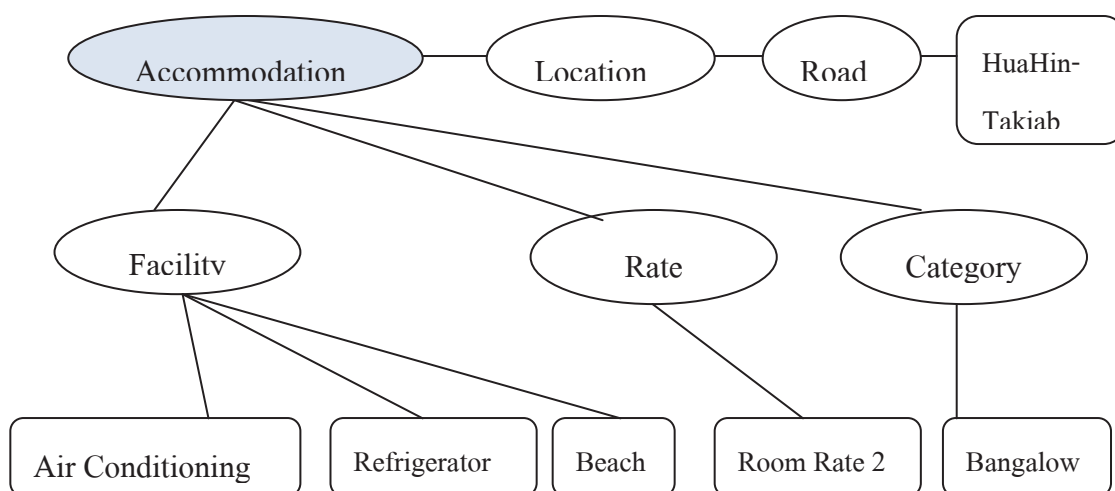 Accommodation
Location
Road
HuaHin-
Takiab
Facility
Rate
Category
Air Conditioning
Refrigerator
Beach
Room Rate 2
Bangalow